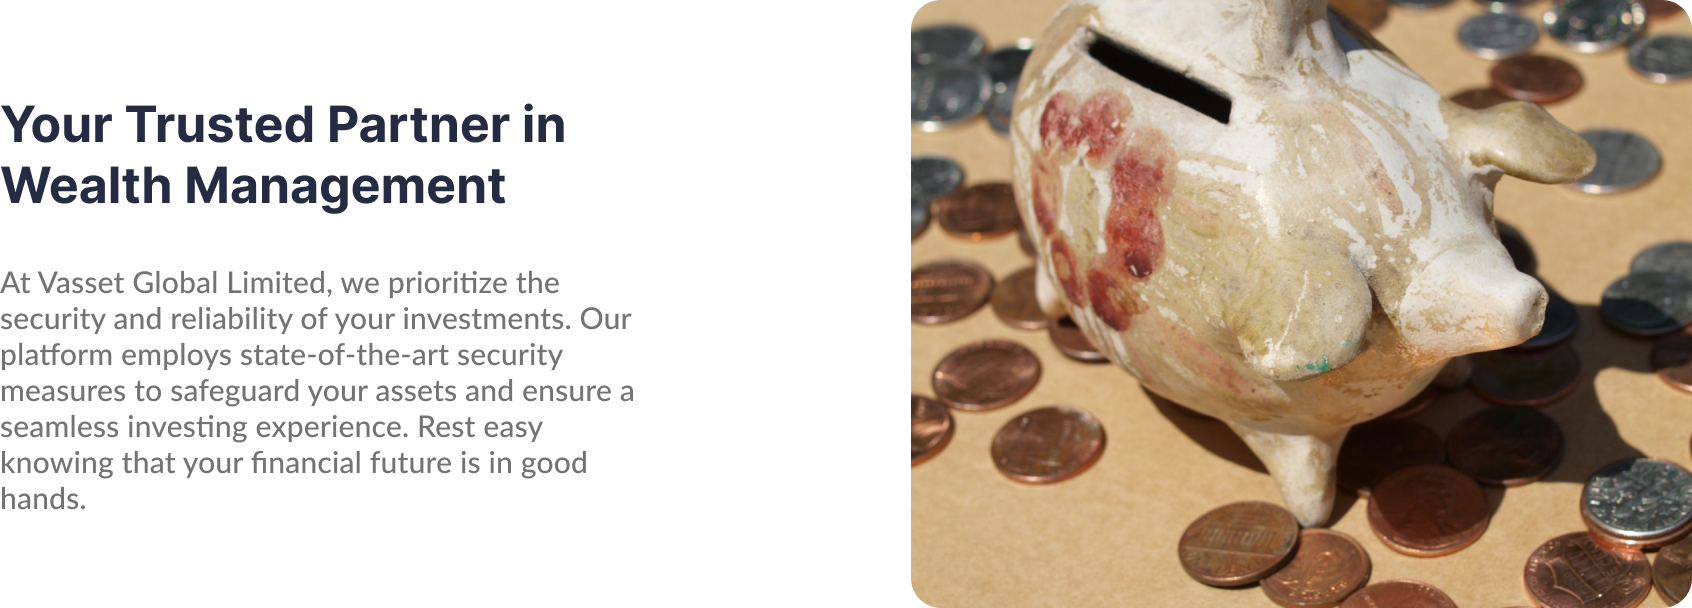 Your Trusted Partner in
Wealth Management
At Vasset Global Limited, we prioritize the
security and reliability of your investments. Our
platform employs state-of-the-art security
measures to safeguard your assets and ensure a
seamless investing experience. Rest easy
knowing that your financial future is in good
hands.